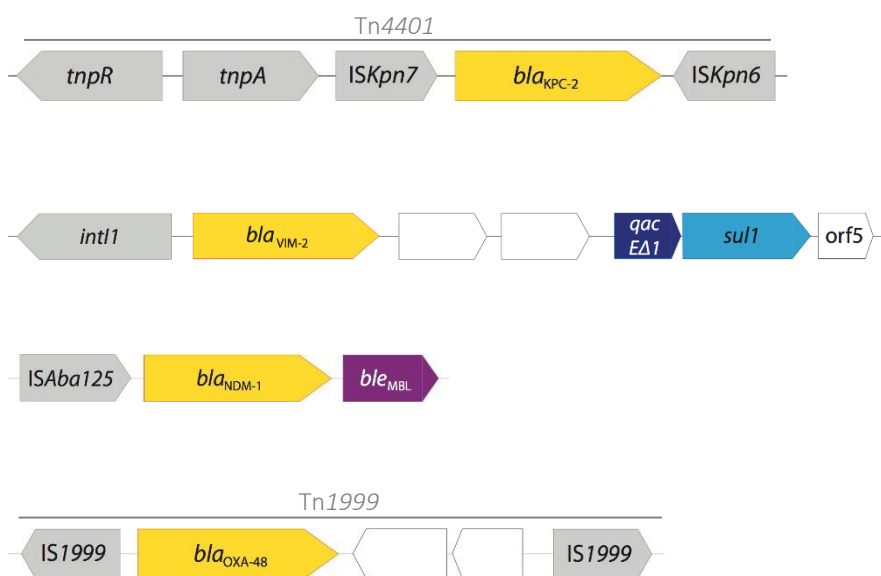 Tn4401
tnpR tnpA ISKpn7 blaKPC-2 ISKpn6
intI1 blaVIM-2 qac EΔ1 sul1 orf5
ISAba125 blaNDM-1 bleMBL
Tn1999
IS1999 blaOXA-48 IS1999